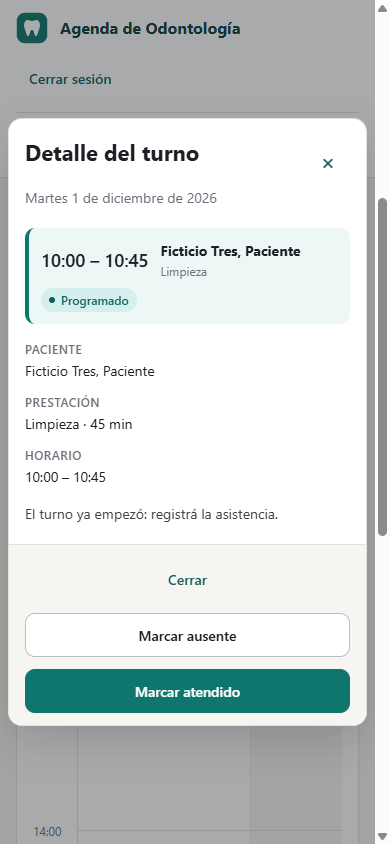 Agenda de Odontología
Cerrar sesión
Detalle del turno
Martes 1 de diciembre de 2026
10:00 – 10:45
Ficticio Tres, Paciente
Limpieza
Programado
PACIENTE
Ficticio Tres, Paciente
PRESTACIÓN
Limpieza · 45 min
HORARIO
10:00 – 10:45
El turno ya empezó: registrá la asistencia.
Cerrar
Marcar ausente
Marcar atendido
14:00